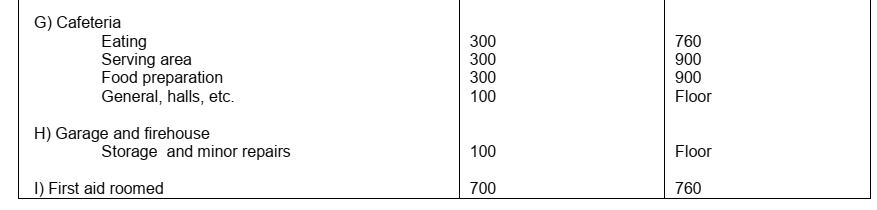 G) Cafeteria
Eating 300 760
Serving area 300 900
Food preparation 300 900
General, halls, etc. 100 Floor
H) Garage and firehouse
Storage and minor repairs 100 Floor
I) First aid roomed 700 760